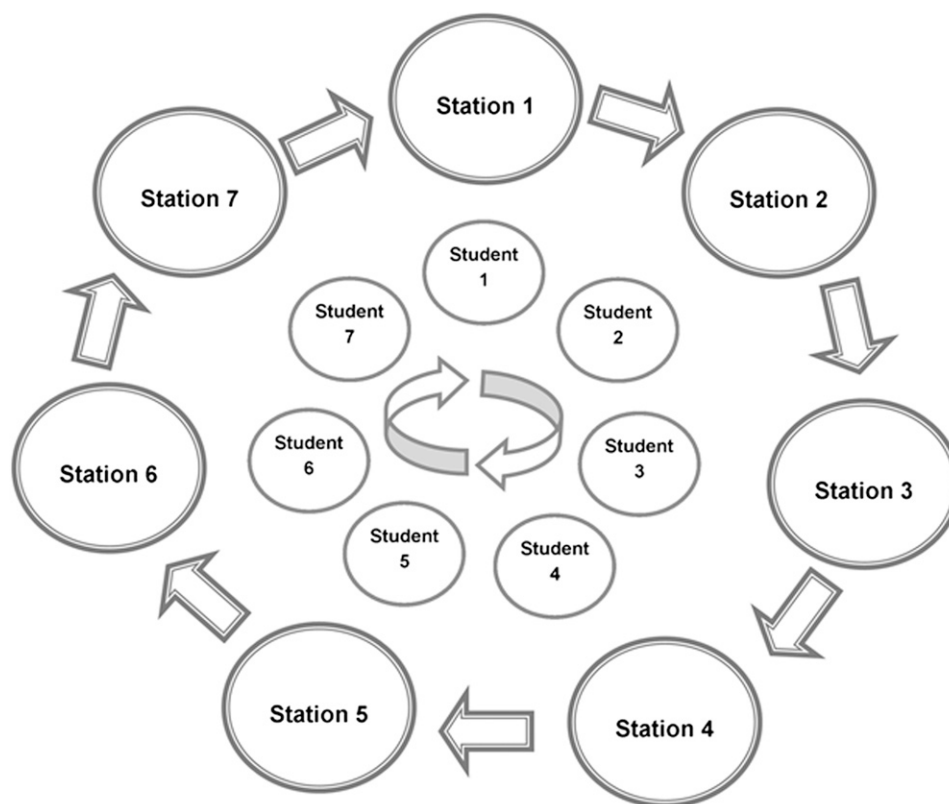 Station 1
Station 2
Station 3
Station 4
Station 5
Station 6
Station 7
Student
1
Student
2
Student
3
Student
4
Student
5
Student
6
Student
7